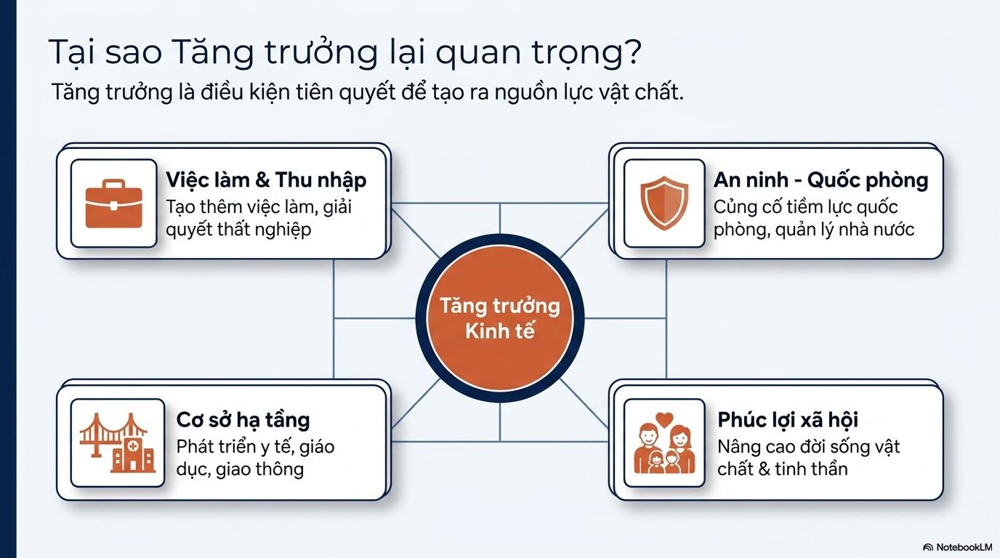 Tại sao Tăng trưởng lại quan trọng?
Tăng trưởng là điều kiện tiên quyết để tạo ra nguồn lực vật chất.
Việc làm & Thu nhập
Tạo thêm việc làm, giải
quyết thất nghiệp
An ninh - Quốc phòng
Củng cố tiềm lực quốc
phòng, quản lý nhà nước
Tăng trưởng
Kinh tế
Cơ sở hạ tầng
Phát triển y tế, giáo
dục, giao thông
Phúc lợi xã hội
Nâng cao đời sống vật
chất & tinh thần
NotebookLM